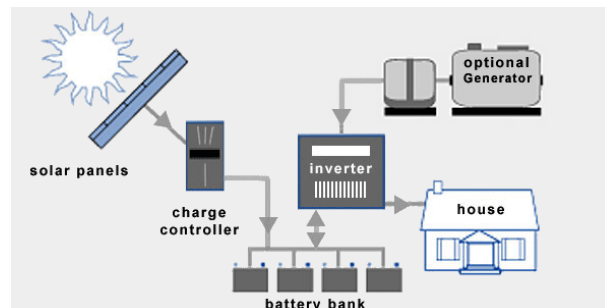 optional
Generator
inverter
solar panels
house
charge
controller
battery bank